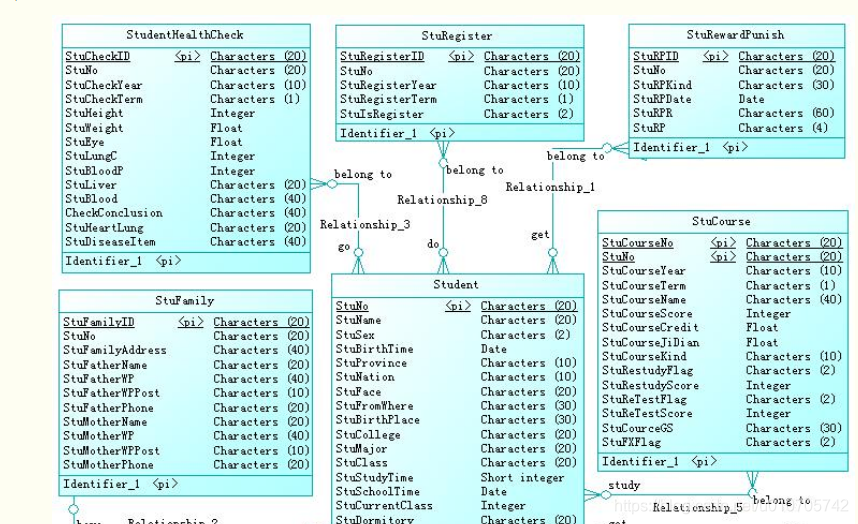 StudentHealthCheck
StuCheckID <pi> Characters (20)
StuNo Characters (20)
StuCheckYear Characters (10)
StuCheckTerm Characters (1)
StuHeight Integer
StuWeight Float
StuEye Float
StuLungC Integer
StuBloodP Integer
StuLiver Characters (20)
StuBlood Characters (40)
CheckConclusion Characters (40)
StuHeartLung Characters (20)
StuDiseaseItem Characters (40)
Identifier_1 <pi>
StuRegister
StuRegisterID <pi> Characters (20)
StuNo Characters (20)
StuRegisterYear Characters (10)
StuRegisterTerm Characters (1)
StuIsRegister Characters (2)
Identifier_1 <pi>
StuRewardPunish
StuRPID <pi> Characters (20)
StuNo Characters (20)
StuRPKind Characters (30)
StuRPDate Date
StuRPR Characters (60)
StuRP Characters (4)
Identifier_1 <pi>
belong to
Relationship_3
go
belong to
Relationship_8
do
belong to
Relationship_1
get
StuFamily
StuFamilyID <pi> Characters (20)
StuNo Characters (20)
StuFamilyAddress Characters (40)
StuFatherName Characters (20)
StuFatherWP Characters (40)
StuFatherWPPost Characters (10)
StuFatherPhone Characters (20)
StuMotherName Characters (20)
StuMotherWP Characters (40)
StuMotherWPPost Characters (10)
StuMotherPhone Characters (20)
Identifier_1 <pi>
Student
StuNo <pi> Characters (20)
StuName Characters (20)
StuSex Characters (2)
StuBirthTime Date
StuProvince Characters (10)
StuNation Characters (10)
StuFace Characters (20)
StuFromWhere Characters (30)
StuBirthPlace Characters (30)
StuCollege Characters (20)
StuMajor Characters (20)
StuClass Characters (20)
StuStudyTime Short integer
StuSchoolTime Date
StuCurrentClass Integer
StuDormitory Characters (20)
StuCourse
StuCourseNo <pi> Characters (20)
StuNo <pi> Characters (20)
StuCourseYear Characters (10)
StuCourseTerm Characters (1)
StuCourseName Characters (40)
StuCourseScore Integer
StuCourseCredit Float
StuCourseJiDian Float
StuCourseKind Characters (10)
StuRestudyFlag Characters (2)
StuRestudyScore Integer
StuReTestFlag Characters (2)
StuReTestScore Integer
StuCourceGS Characters (30)
StuFXFlag Characters (2)
Identifier_1 <pi>
study
belong to
Relationship_5